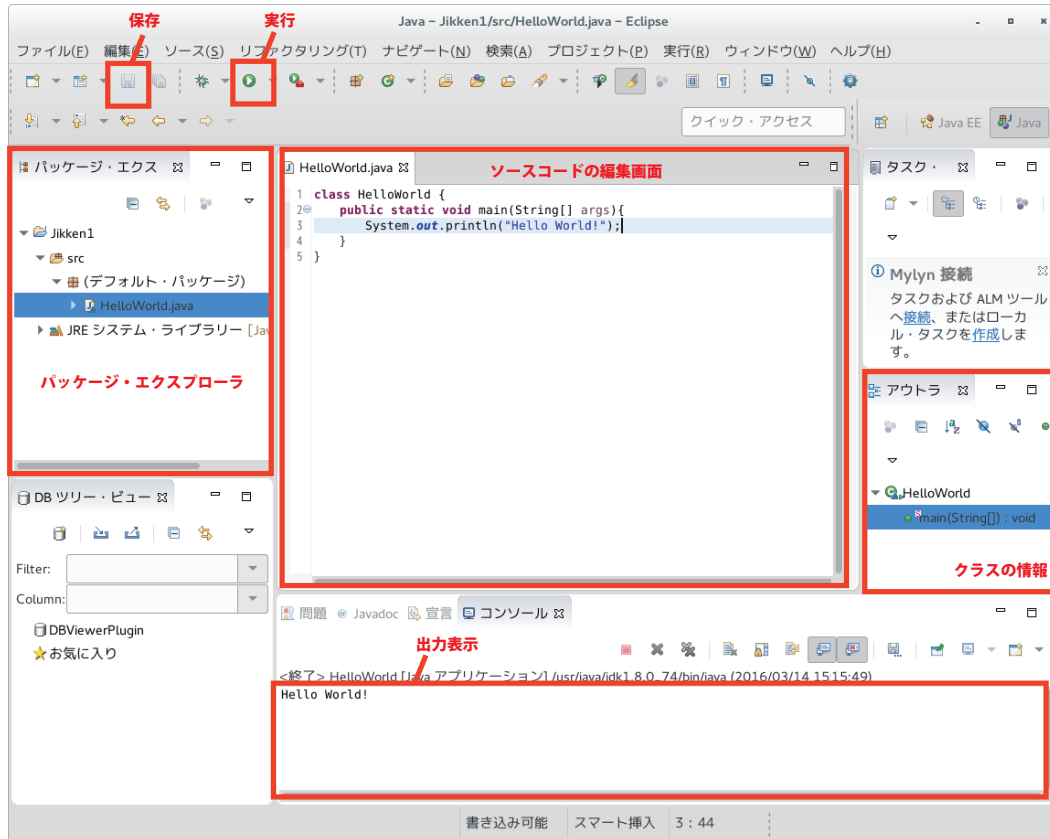 保存
実行
Java – Jikken1/src/HelloWorld.java – Eclipse
ファイル(F) 編集(E) ソース(S) リファクタリング(T) ナビゲート(N) 検索(A) プロジェクト(P) 実行(R) ウィンドウ(W) ヘルプ(H)
クイック・アクセス
Java EE
Java
パッケージ・エクス
Jikken1
src
(デフォルト・パッケージ)
HelloWorld.java
JRE システム・ライブラリー [Jav
パッケージ・エクスプローラ
HelloWorld.java
ソースコードの編集画面
1 class HelloWorld {
2 public static void main(String[] args){
3 System.out.println("Hello World!");
4 }
5 }
タスク・
Mylyn 接続
タスクおよび ALM ツール
へ接続、またはローカ
ル・タスクを作成しま
す。
アウトラ
HelloWorld
main(String[]) : void
クラスの情報
DB ツリー・ビュー
Filter:
Column:
DBViewerPlugin
お気に入り
問題 @ Javadoc 宣言 コンソール
出力表示
<終了> HelloWorld [Java アプリケーション] /usr/java/jdk1.8.0_74/bin/java (2016/03/14 15:15:49)
Hello World!
書き込み可能 スマート挿入 3 : 44